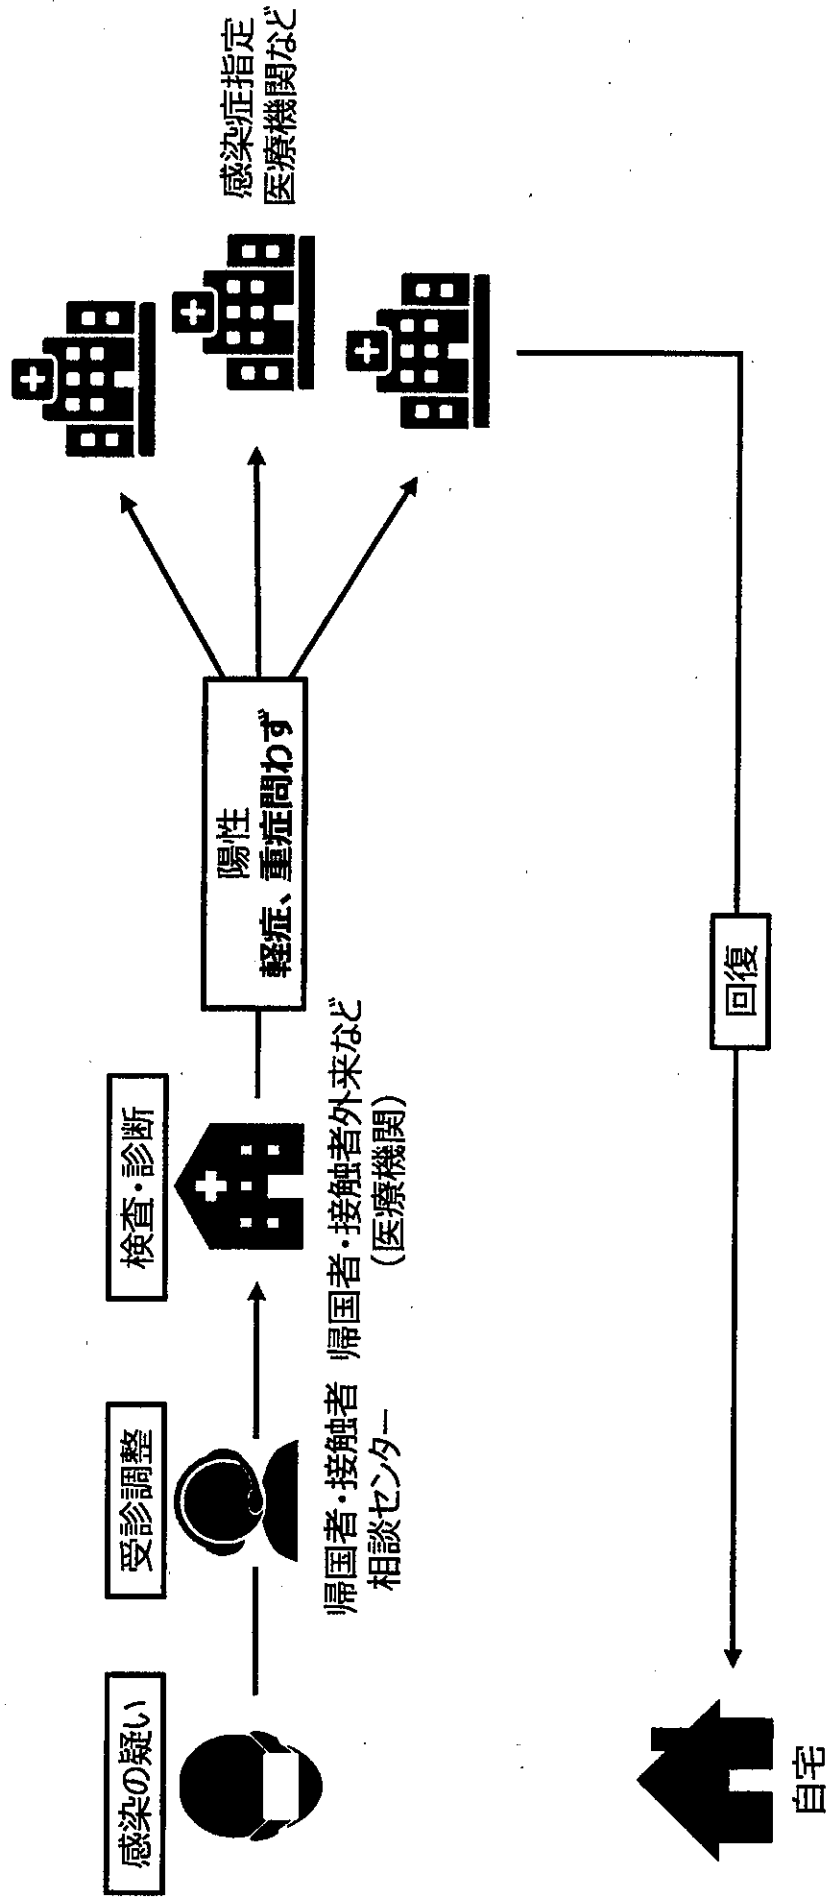 感染の疑い
受診調整
帰国者・接触者
相談センター
検査・診断
帰国者・接触者外来など
（医療機関）
陽性
軽症、重症問わず
感染症指定
医療機関など
回復
自宅